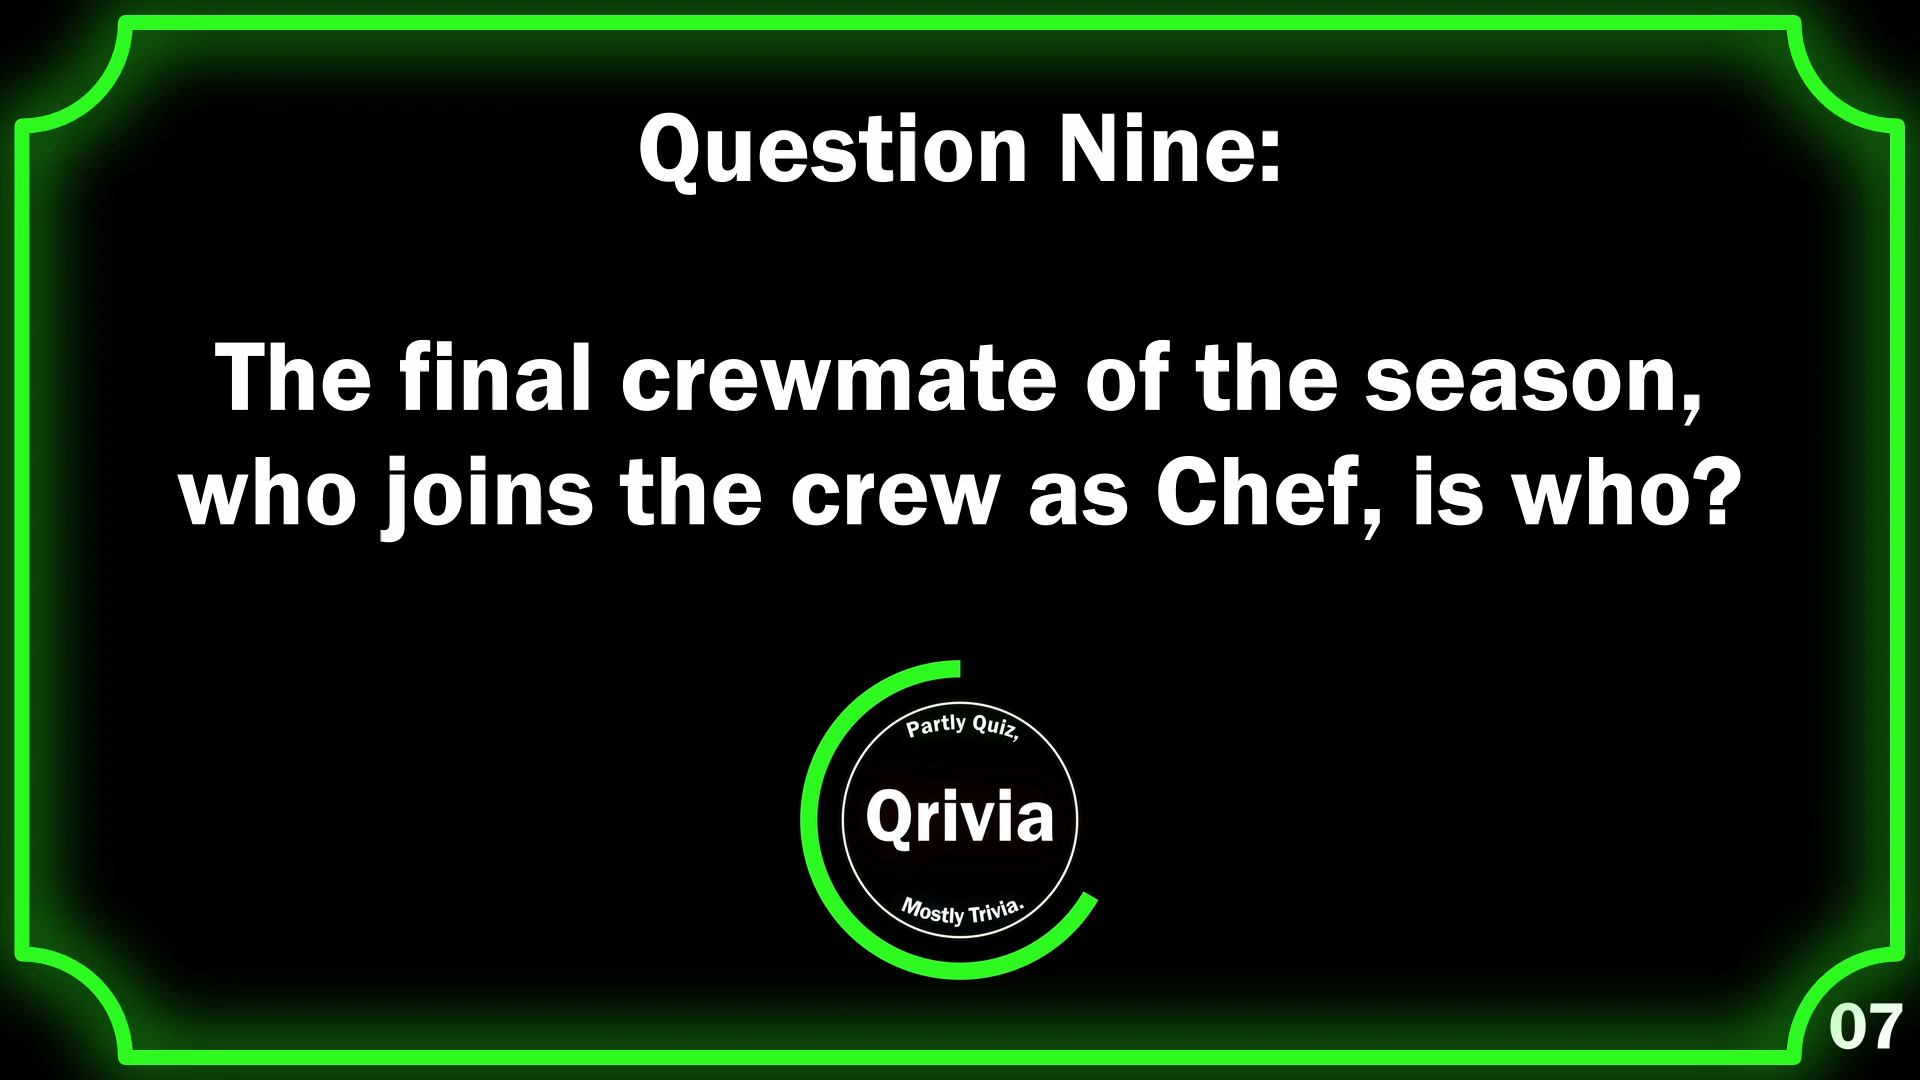 Question Nine:
The final crewmate of the season,
who joins the crew as Chef, is who?
Partly Quiz,
Qrivia
Mostly Trivia.
07